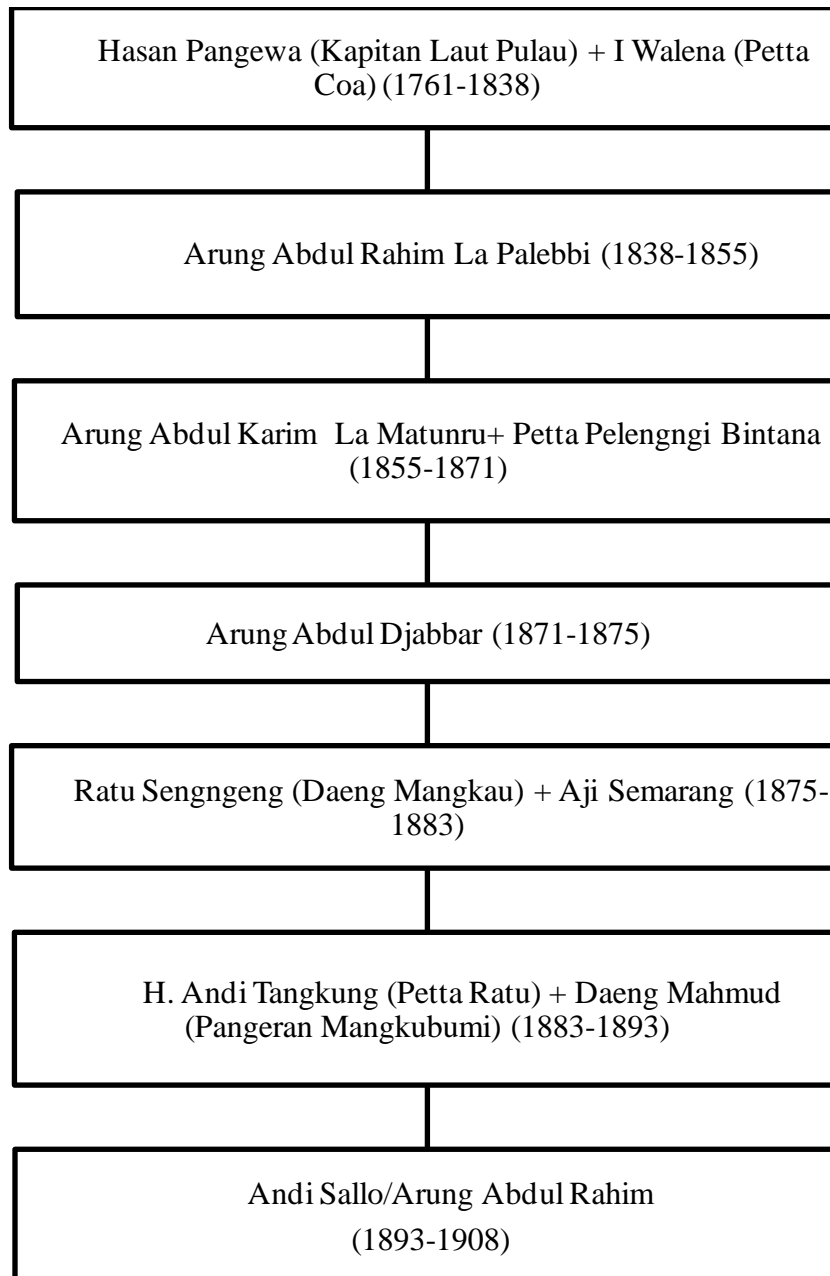 Hasan Pangewa (Kapitan Laut Pulau) + I Walena (Petta
Coa) (1761-1838)
Arung Abdul Rahim La Palebbi (1838-1855)
Arung Abdul Karim La Matunru+ Petta Pelengngi Bintana
(1855-1871)
Arung Abdul Djabbar (1871-1875)
Ratu Sengngeng (Daeng Mangkau) + Aji Semarang (1875-
1883)
H. Andi Tangkung (Petta Ratu) + Daeng Mahmud
(Pangeran Mangkubumi) (1883-1893)
Andi Sallo/Arung Abdul Rahim
(1893-1908)